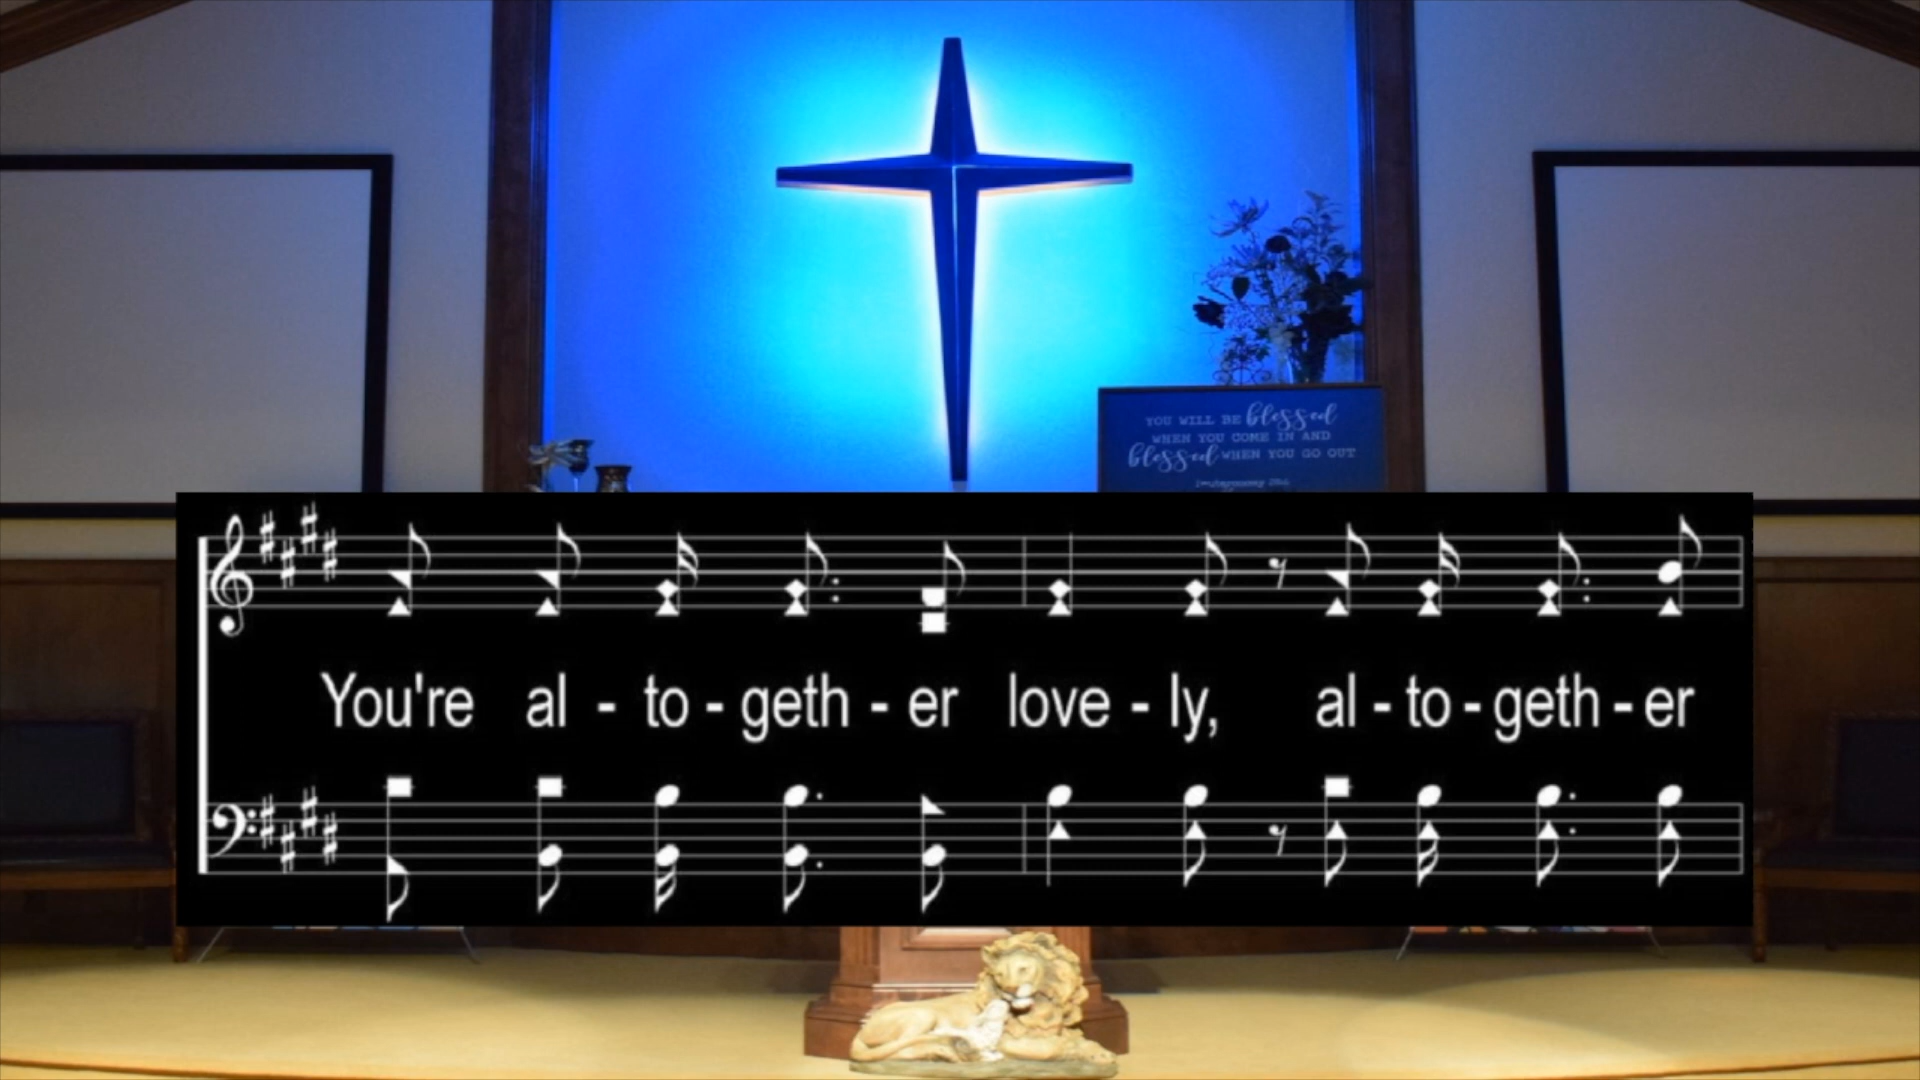 YOU WILL BE blessed
WHEN YOU COME IN AND
blessed WHEN YOU GO OUT
You're al - to - geth - er love - ly, al - to - geth - er